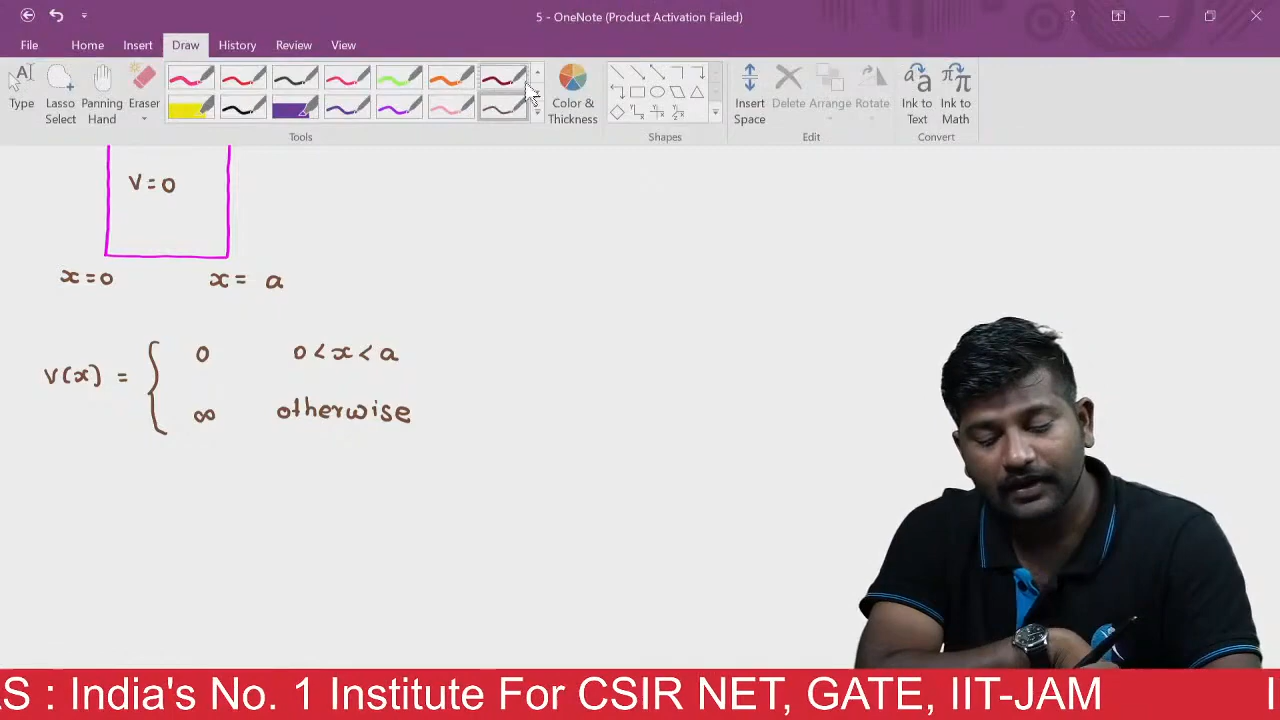 5 - OneNote (Product Activation Failed)
File Home Insert Draw History Review View
Type Lasso Select Panning Hand Eraser Color & Thickness Insert Space Delete Arrange Rotate Ink to Text Ink to Math
Tools Shapes Edit Convert
V=0
x=0 x= a
V(x) = { 0 0<x<a
∞ otherwise
LS : India's No. 1 Institute For CSIR NET, GATE, IIT-JAM I